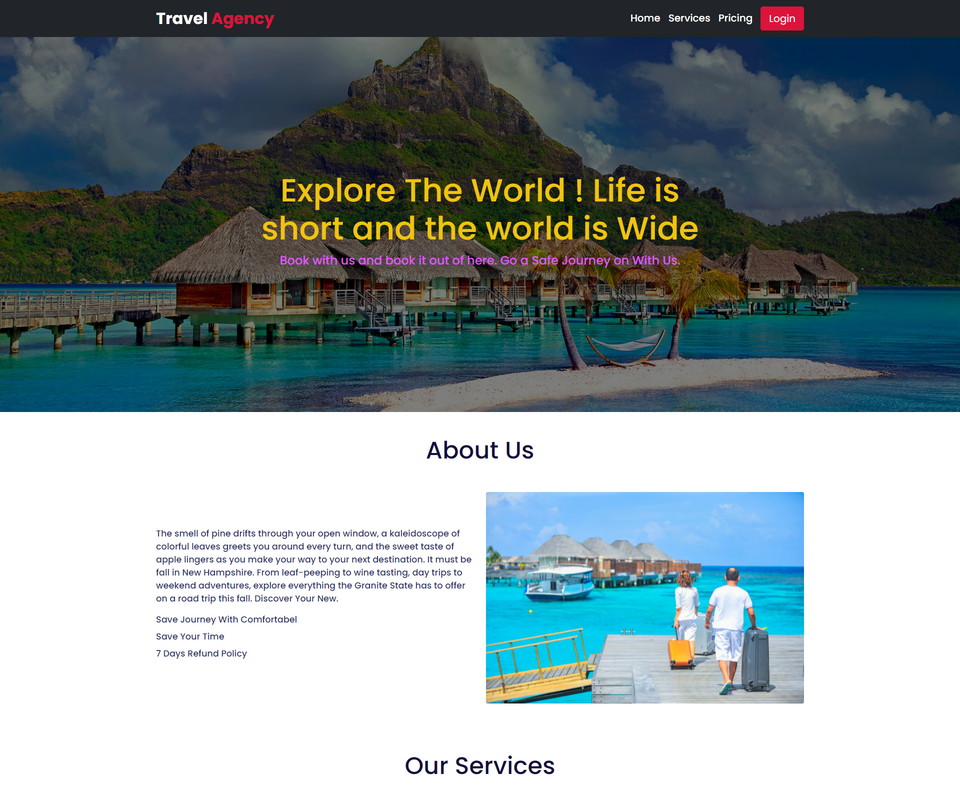 Travel Agency
Home Services Pricing Login
Explore The World ! Life is
short and the world is Wide
Book with us and book it out of here. Go a Safe Journey on With Us.
About Us
The smell of pine drifts through your open window, a kaleidoscope of
colorful leaves greets you around every turn, and the sweet taste of
apple lingers as you make your way to your next destination. It must be
fall in New Hampshire. From leaf-peeping to wine tasting, day trips to
weekend adventures, explore everything the Granite State has to offer
on a road trip this fall. Discover Your New.
Save Journey With Comfortabel
Save Your Time
7 Days Refund Policy
Our Services